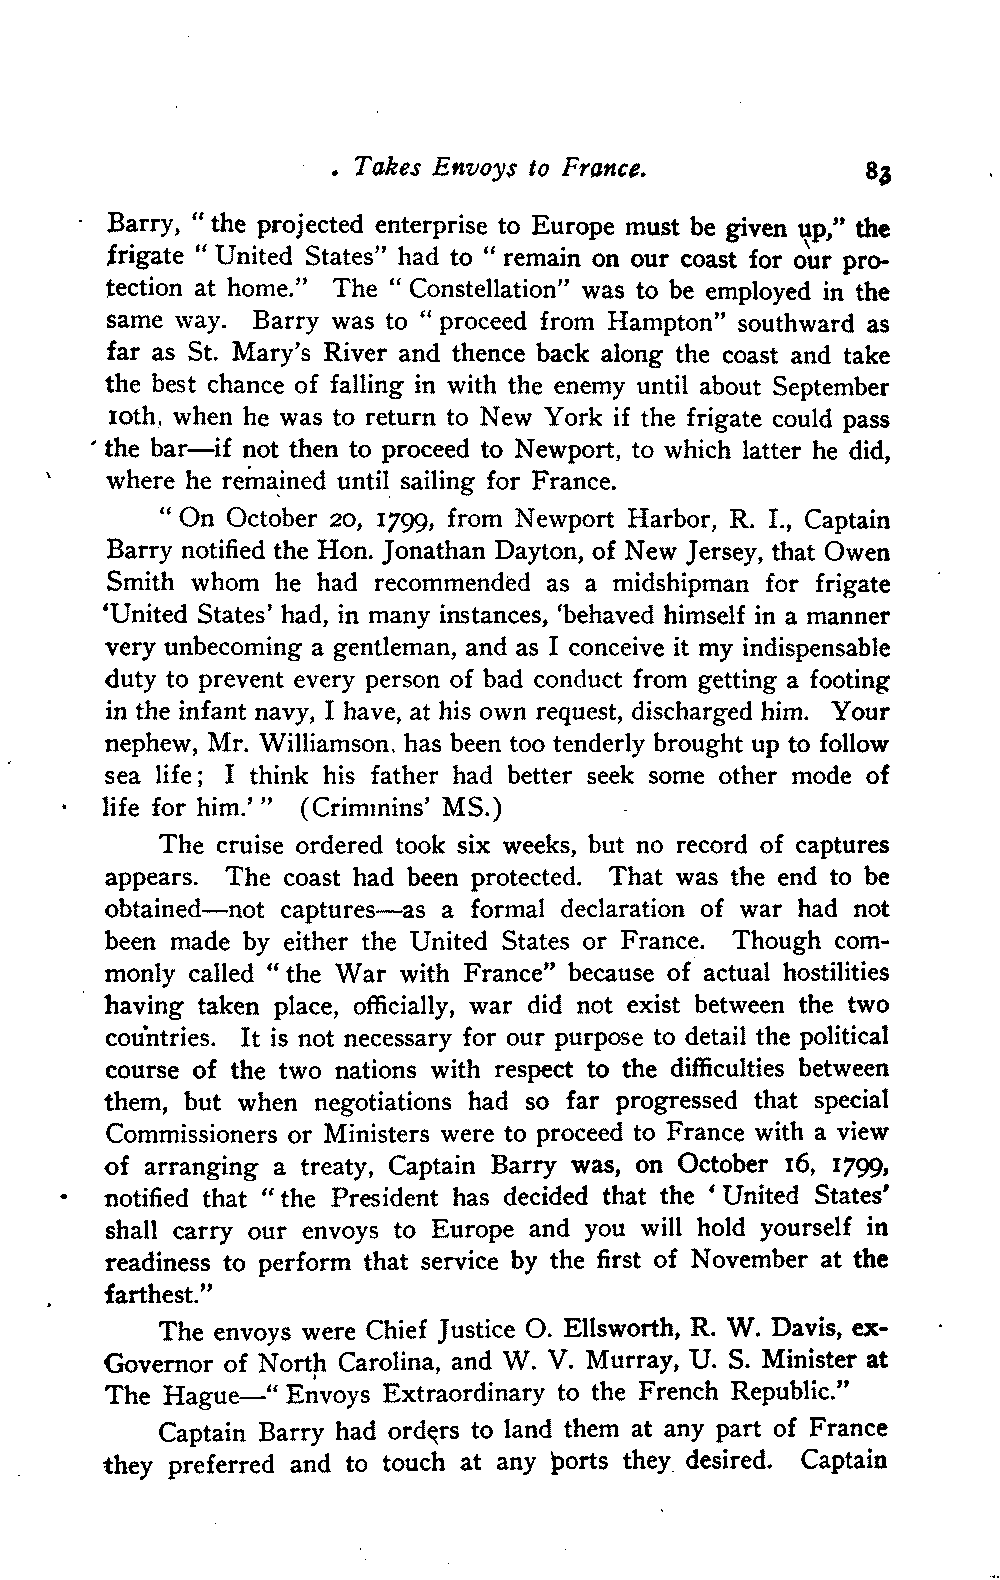 Takes Envoys to France. 83
Barry, " the projected enterprise to Europe must be given up," the
frigate " United States" had to " remain on our coast for our pro-
tection at home." The " Constellation" was to be employed in the
same way. Barry was to " proceed from Hampton" southward as
far as St. Mary's River and thence back along the coast and take
the best chance of falling in with the enemy until about September
10th, when he was to return to New York if the frigate could pass
the bar—if not then to proceed to Newport, to which latter he did,
where he remained until sailing for France.
" On October 20, 1799, from Newport Harbor, R. I., Captain
Barry notified the Hon. Jonathan Dayton, of New Jersey, that Owen
Smith whom he had recommended as a midshipman for frigate
'United States' had, in many instances, 'behaved himself in a manner
very unbecoming a gentleman, and as I conceive it my indispensable
duty to prevent every person of bad conduct from getting a footing
in the infant navy, I have, at his own request, discharged him. Your
nephew, Mr. Williamson, has been too tenderly brought up to follow
sea life; I think his father had better seek some other mode of
life for him.' " (Crimmins' MS.)
The cruise ordered took six weeks, but no record of captures
appears. The coast had been protected. That was the end to be
obtained—not captures—as a formal declaration of war had not
been made by either the United States or France. Though com-
monly called " the War with France" because of actual hostilities
having taken place, officially, war did not exist between the two
countries. It is not necessary for our purpose to detail the political
course of the two nations with respect to the difficulties between
them, but when negotiations had so far progressed that special
Commissioners or Ministers were to proceed to France with a view
of arranging a treaty, Captain Barry was, on October 16, 1799,
notified that " the President has decided that the ' United States'
shall carry our envoys to Europe and you will hold yourself in
readiness to perform that service by the first of November at the
farthest."
The envoys were Chief Justice O. Ellsworth, R. W. Davis, ex-
Governor of North Carolina, and W. V. Murray, U. S. Minister at
The Hague—" Envoys Extraordinary to the French Republic."
Captain Barry had orders to land them at any part of France
they preferred and to touch at any ports they desired. Captain